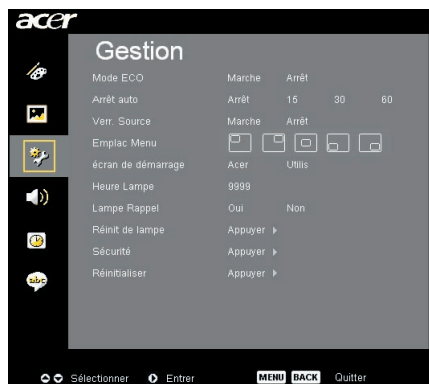 acer
Gestion
Mode ECO Marche Arrêt
Arrêt auto Arrêt 15 30 60
Verr. Source Marche Arrêt
Emplac Menu
écran de démarrage Acer Utilis
Heure Lampe 9999
Lampe Rappel Oui Non
Réinit de lampe Appuyer
Sécurité Appuyer
Réinitialiser Appuyer
abc
Sélectionner Entrer MENU BACK Quitter